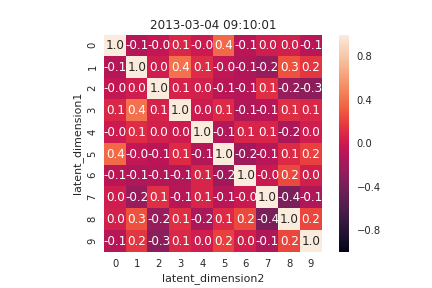 2013-03-04 09:10:01
latent_dimension1
0 1.0 -0.1 -0.0 0.1 -0.0 0.4 -0.1 0.0 0.0 -0.1
1 -0.1 1.0 0.0 0.4 0.1 -0.0 -0.1 -0.2 0.3 0.2
2 -0.0 0.0 1.0 0.1 0.0 -0.1 -0.1 0.1 -0.2 -0.3
3 0.1 0.4 0.1 1.0 0.0 0.1 -0.1 -0.1 0.1 0.1
4 -0.0 0.1 0.0 0.0 1.0 -0.1 0.1 0.1 -0.2 0.0
5 0.4 -0.0 -0.1 0.1 -0.1 1.0 -0.2 -0.1 0.1 0.2
6 -0.1 -0.1 -0.1 -0.1 0.1 -0.2 1.0 -0.0 0.2 0.0
7 0.0 -0.2 0.1 -0.1 0.1 -0.1 -0.0 1.0 -0.4 -0.1
8 0.0 0.3 -0.2 0.1 -0.2 0.1 0.2 -0.4 1.0 0.2
9 -0.1 0.2 -0.3 0.1 0.0 0.2 0.0 -0.1 0.2 1.0
0 1 2 3 4 5 6 7 8 9
latent_dimension2
0.8
0.4
0.0
−0.4
−0.8